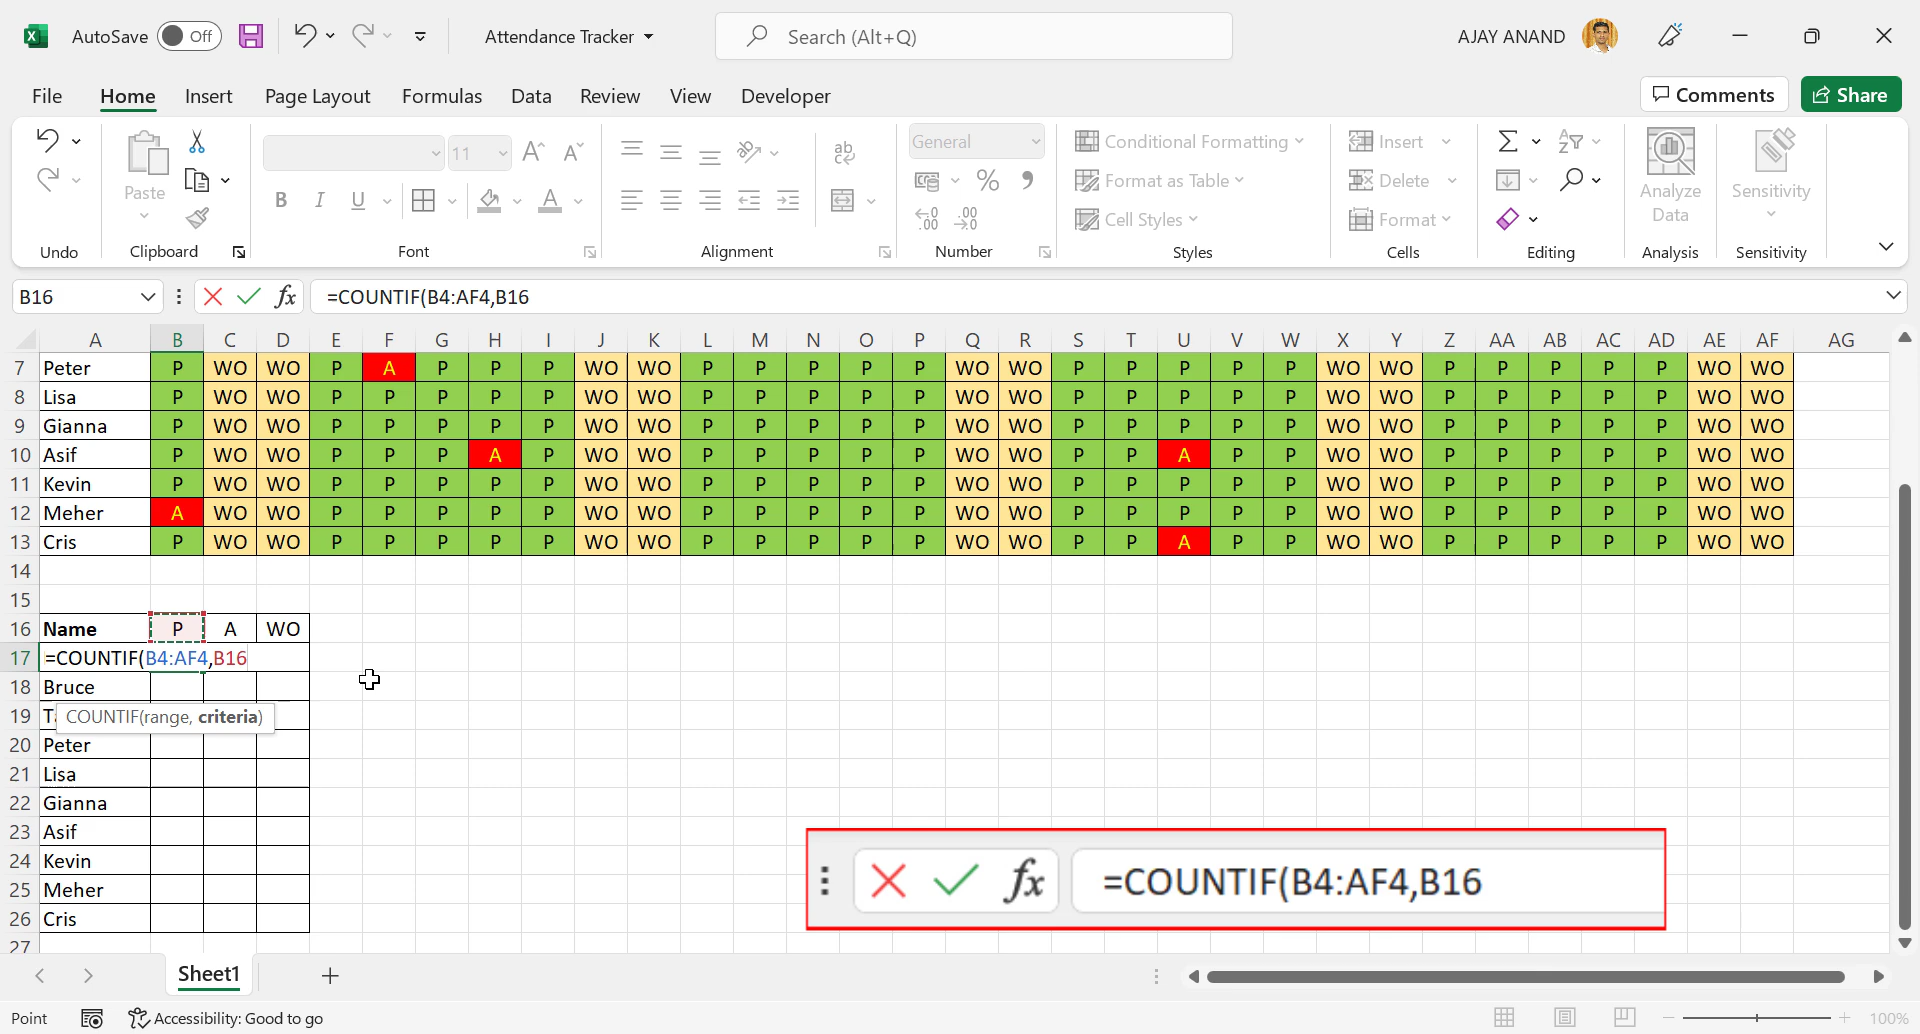 AutoSave Off Attendance Tracker Search (Alt+Q) AJAY ANAND
File Home Insert Page Layout Formulas Data Review View Developer Comments Share
Undo
Paste
Clipboard
11
B I U A
Font
ab
Alignment
General
% ,
Number
Conditional Formatting
Format as Table
Cell Styles
Styles
Insert
Delete
Format
Cells
Editing
Analyze
Data
Analysis
Sensitivity
Sensitivity
B16 fx =COUNTIF(B4:AF4,B16
A B C D E F G H I J K L M N O P Q R S T U V W X Y Z AA AB AC AD AE AF AG
7 Peter P WO WO P A P P P WO WO P P P P P WO WO P P P P P WO WO P P P P P WO WO
8 Lisa P WO WO P P P P P WO WO P P P P P WO WO P P P P P WO WO P P P P P WO WO
9 Gianna P WO WO P P P P P WO WO P P P P P WO WO P P P P P WO WO P P P P P WO WO
10 Asif P WO WO P P P A P WO WO P P P P P WO WO P P A P P WO WO P P P P P WO WO
11 Kevin P WO WO P P P P P WO WO P P P P P WO WO P P P P P WO WO P P P P P WO WO
12 Meher A WO WO P P P P P WO WO P P P P P WO WO P P P P P WO WO P P P P P WO WO
13 Cris P WO WO P P P P P WO WO P P P P P WO WO P P A P P WO WO P P P P P WO WO
14
15
16 Name P A WO
17 =COUNTIF(B4:AF4,B16
18 Bruce
19 COUNTIF(range, criteria)
20 Peter
21 Lisa
22 Gianna
23 Asif
24 Kevin
25 Meher
26 Cris
27
fx =COUNTIF(B4:AF4,B16
Sheet1
Point Accessibility: Good to go 100%